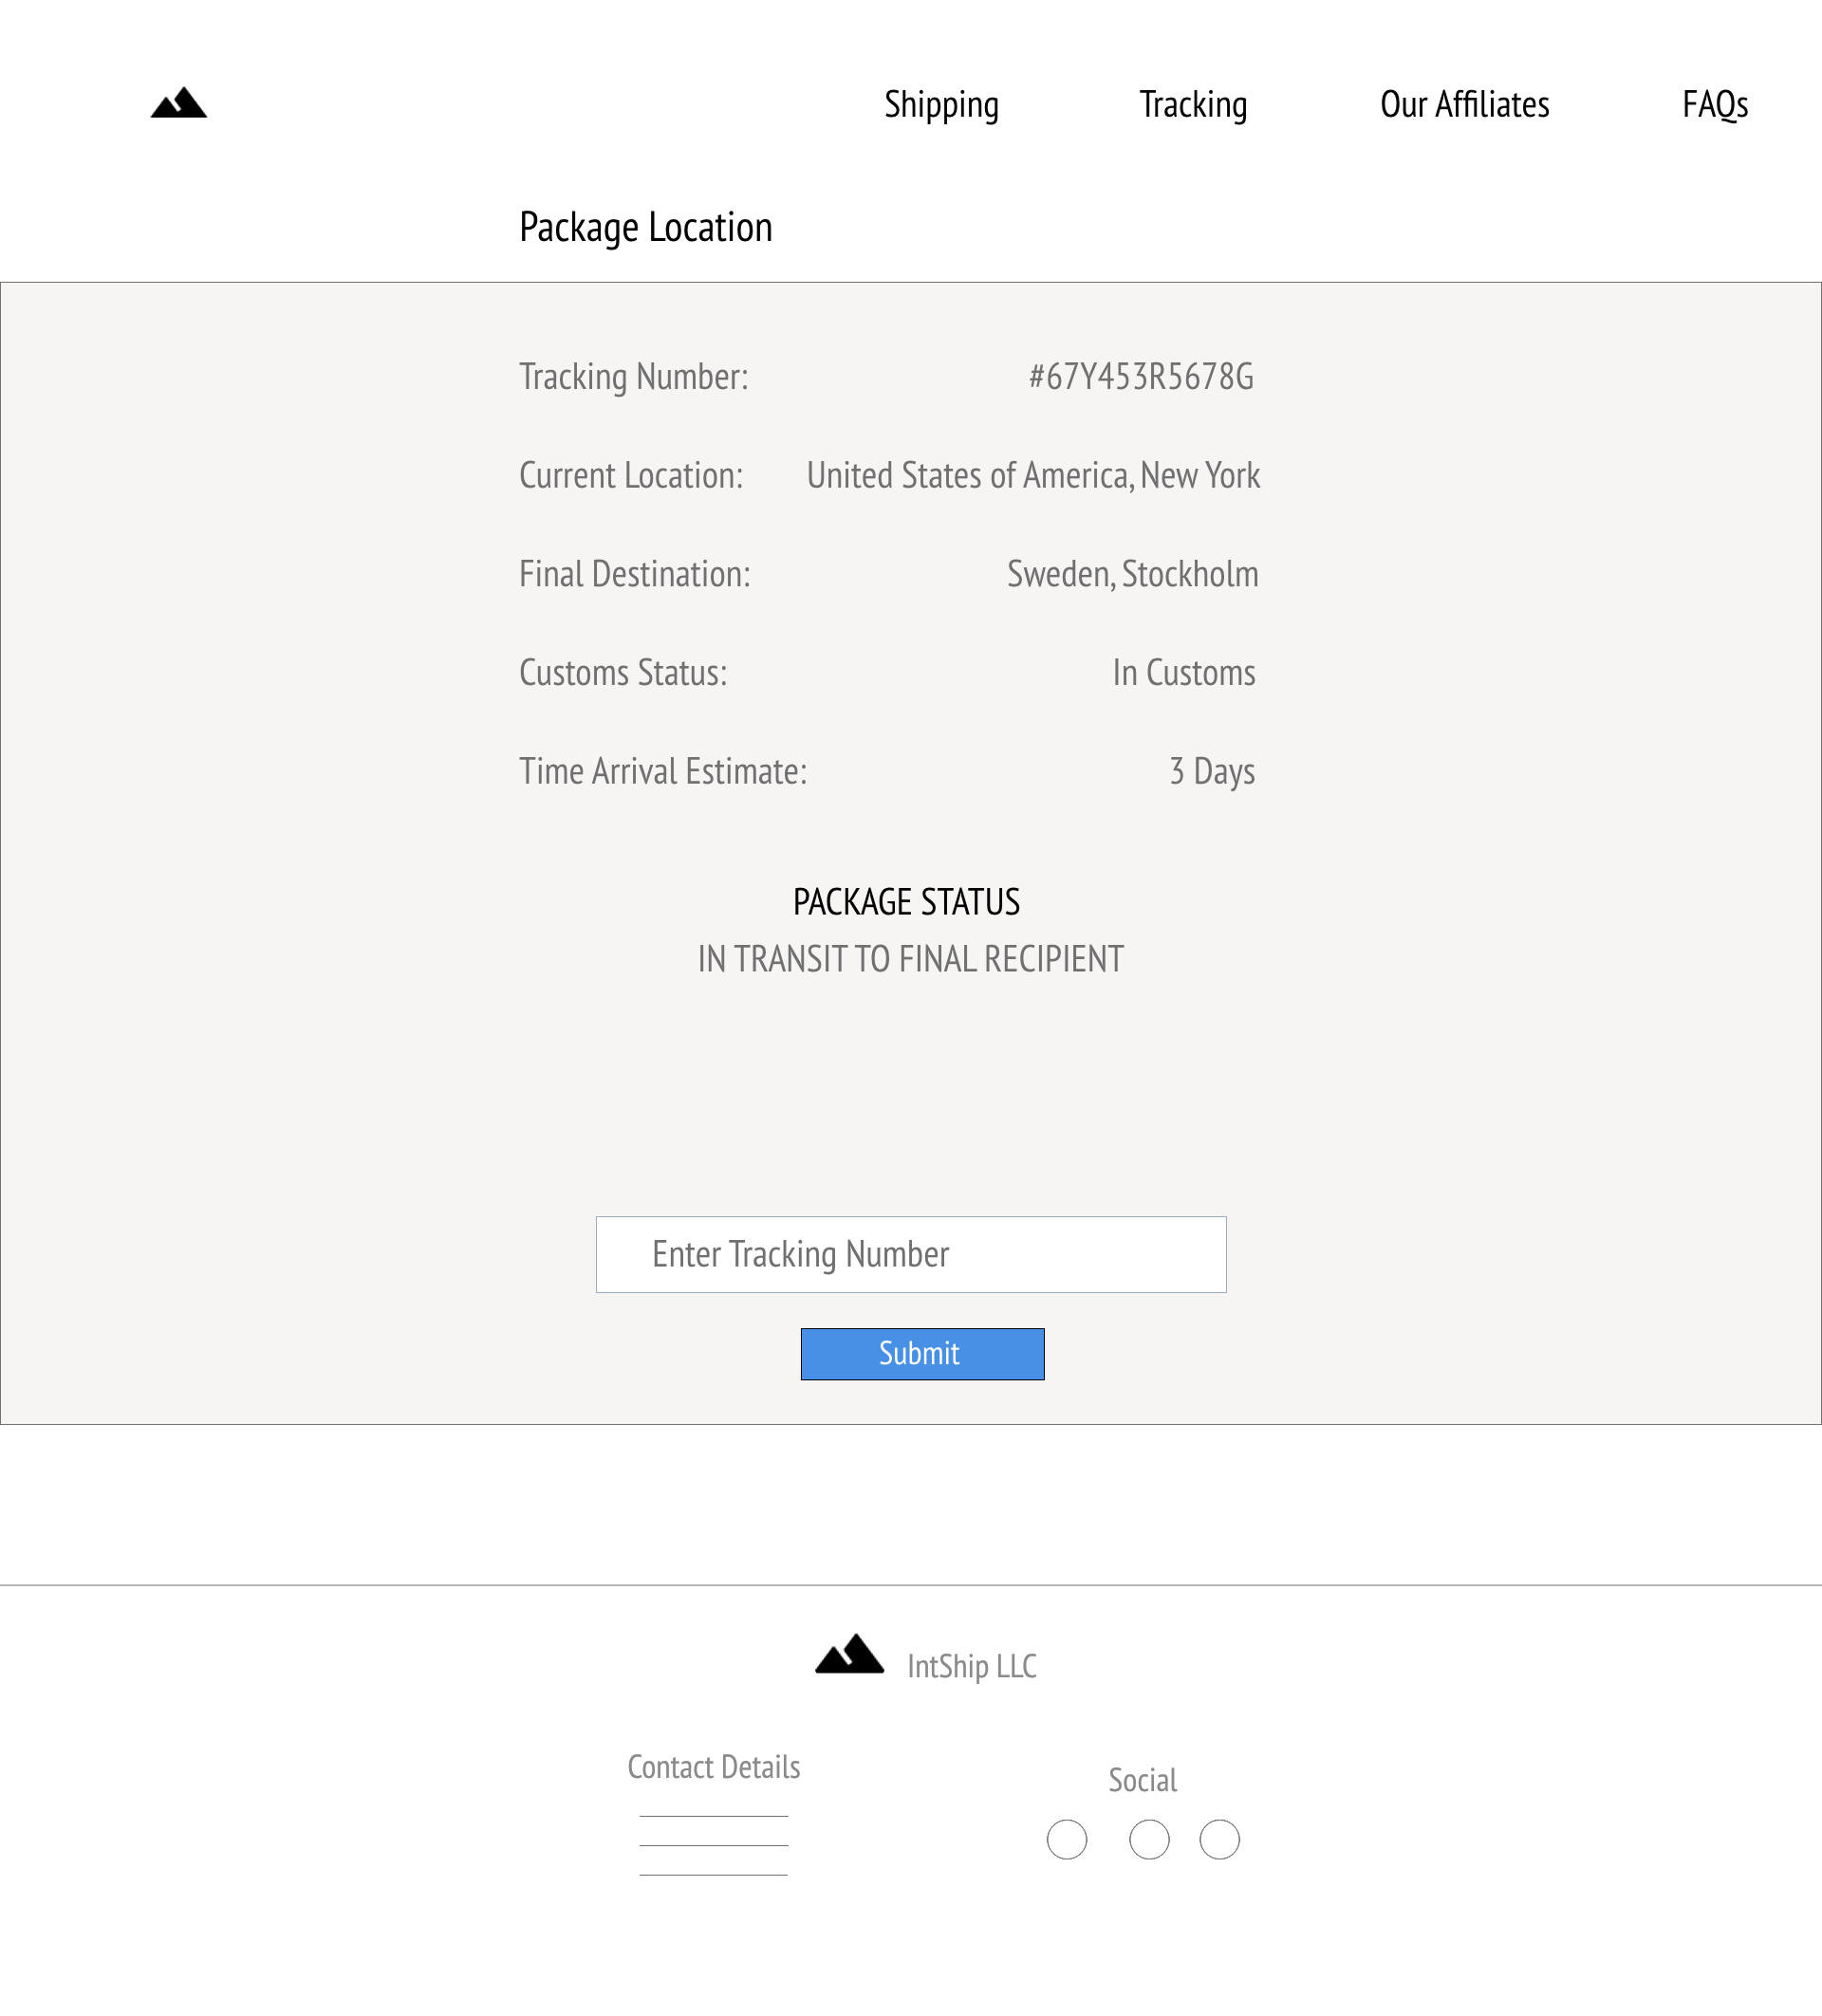 Shipping Tracking Our Affiliates FAQs
Package Location
Tracking Number: #67Y453R5678G
Current Location: United States of America, New York
Final Destination: Sweden, Stockholm
Customs Status: In Customs
Time Arrival Estimate: 3 Days
PACKAGE STATUS
IN TRANSIT TO FINAL RECIPIENT
Enter Tracking Number
Submit
IntShip LLC
Contact Details
Social